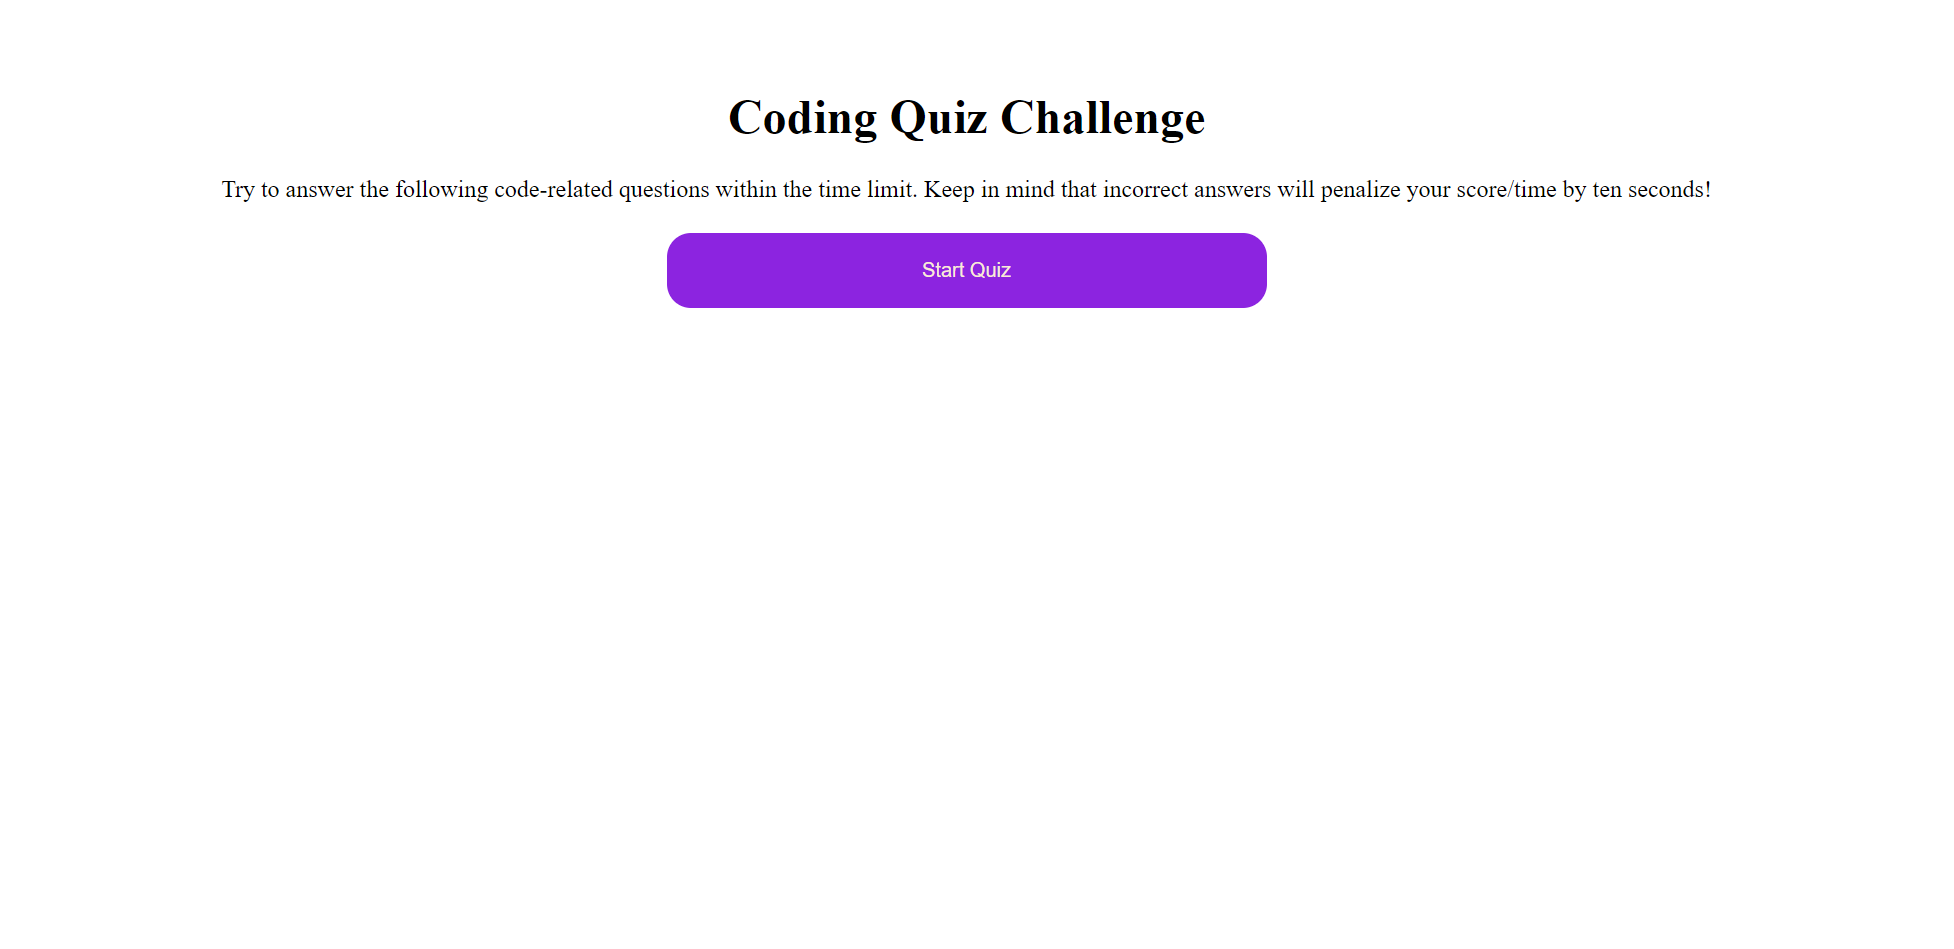 Coding Quiz Challenge
Try to answer the following code-related questions within the time limit. Keep in mind that incorrect answers will penalize your score/time by ten seconds!
Start Quiz